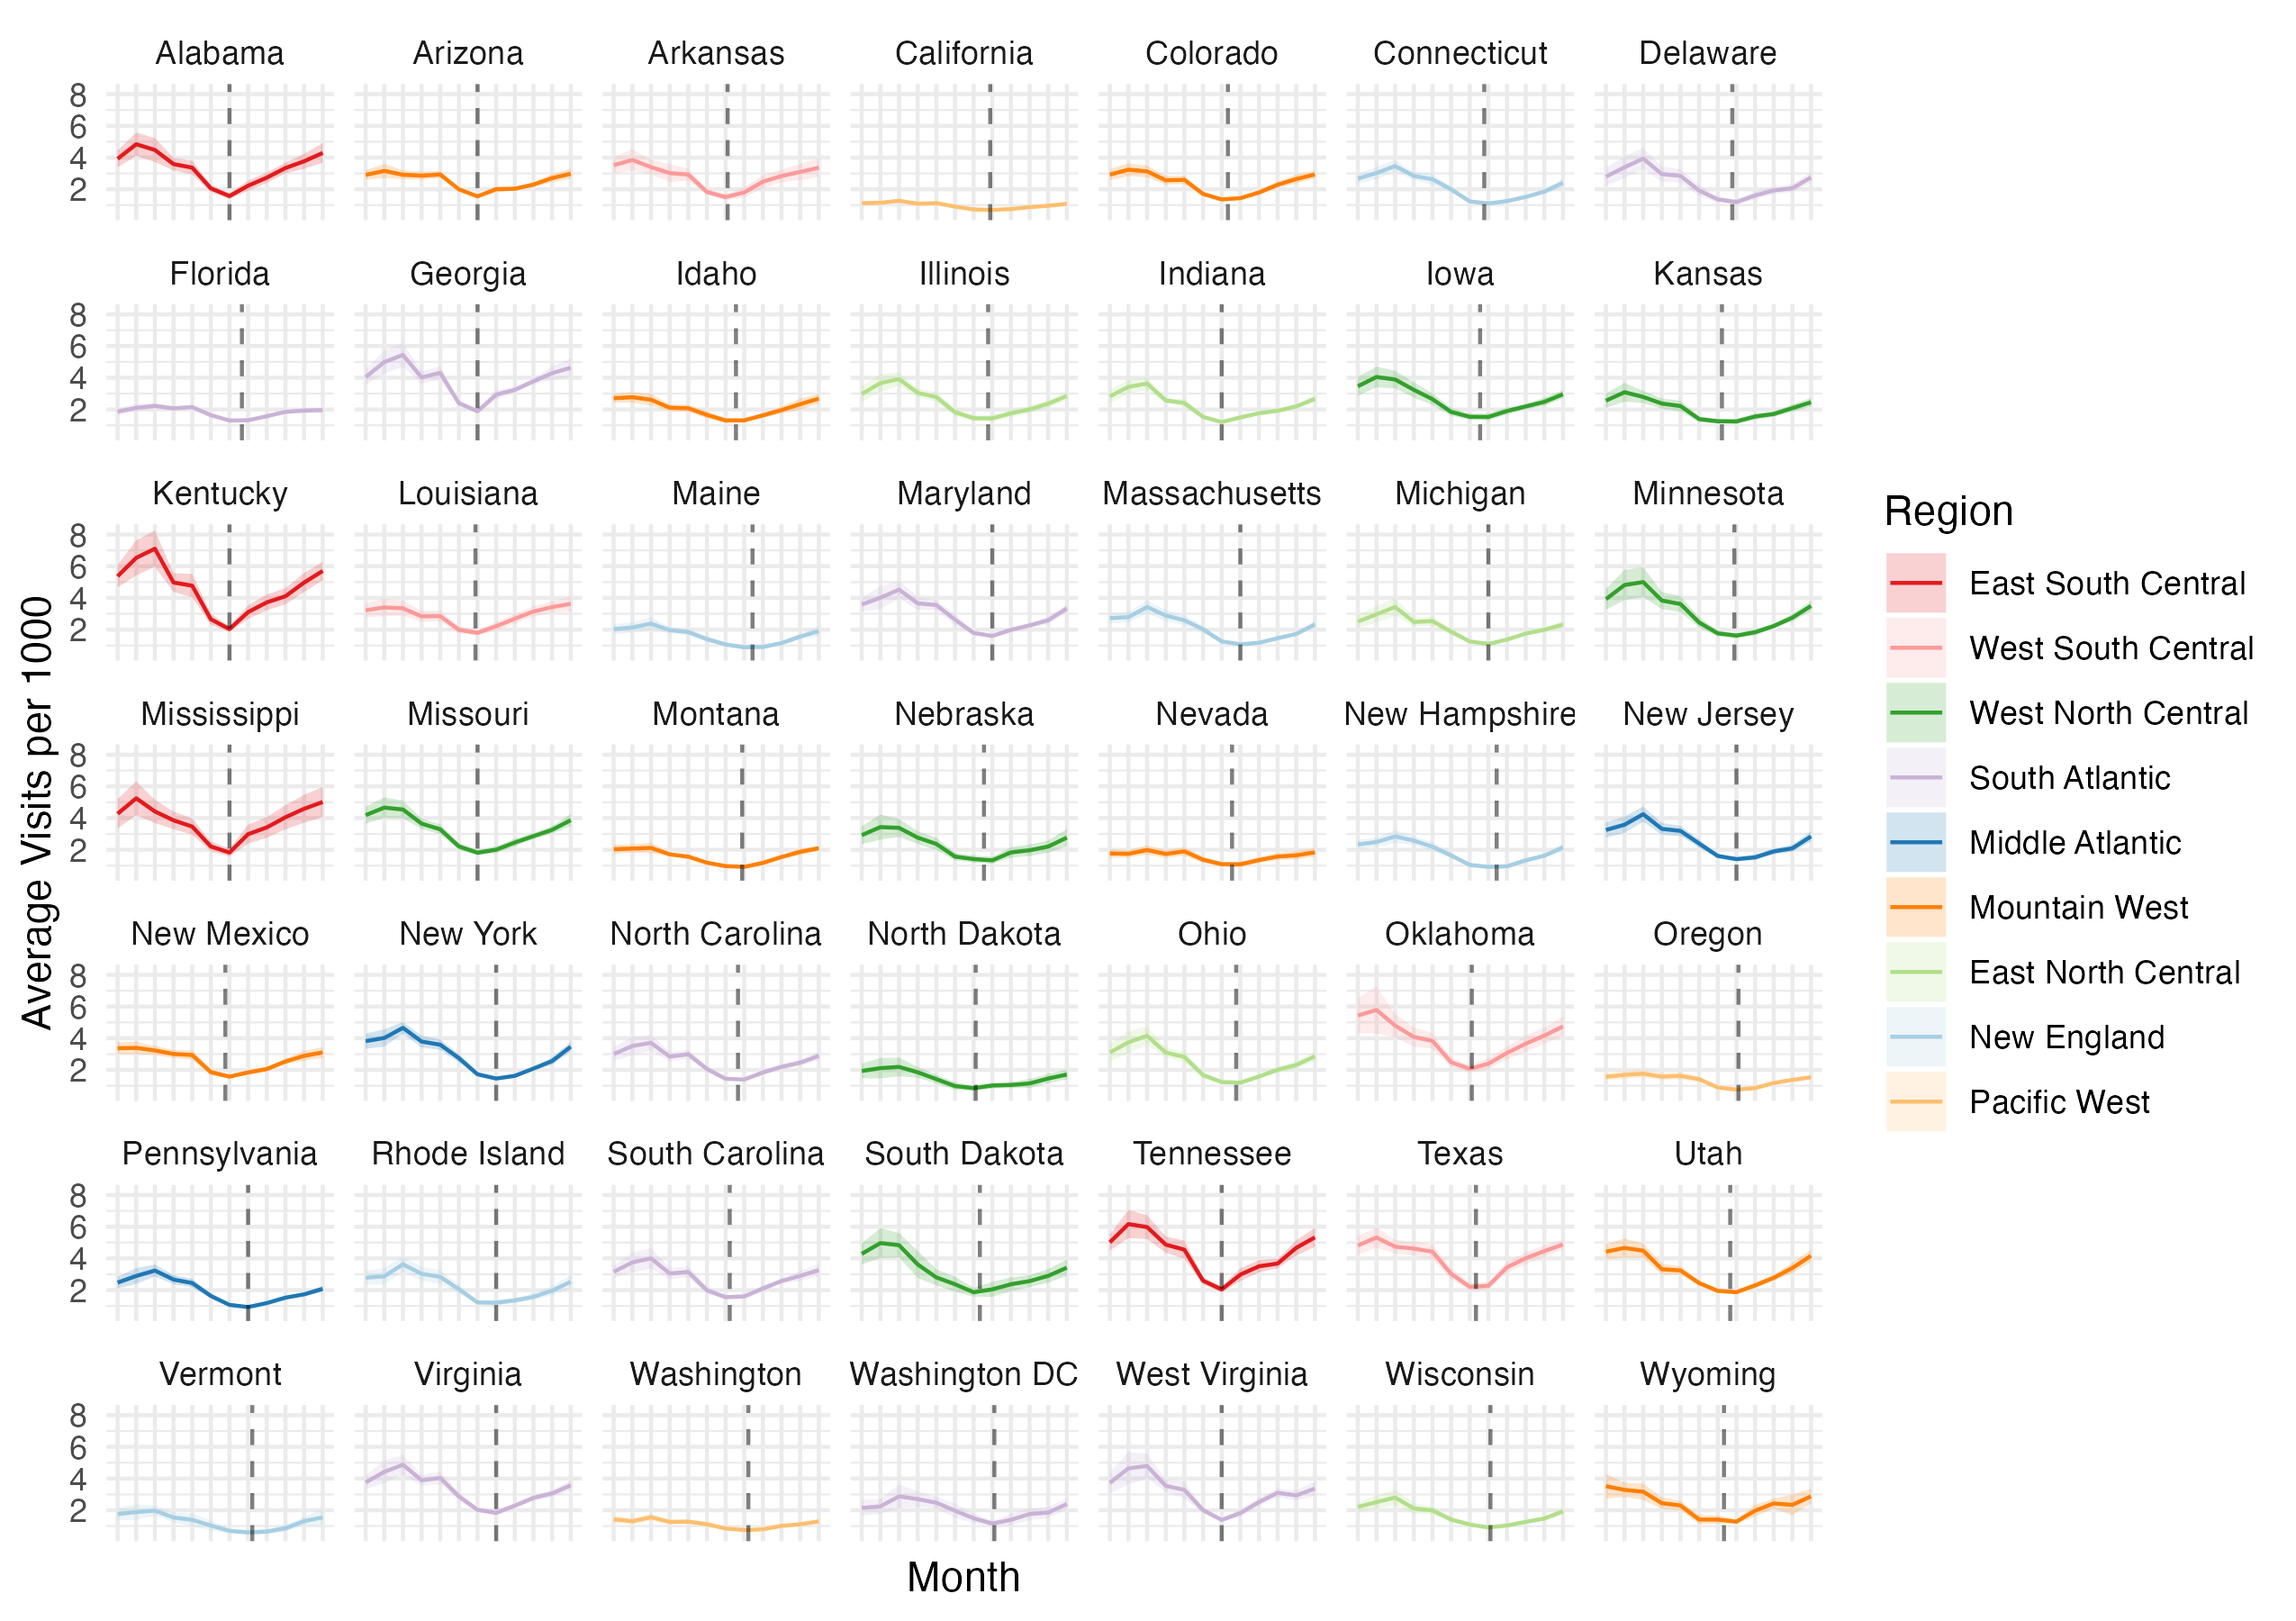 Alabama Arizona Arkansas California Colorado Connecticut Delaware
8
6
4
2
Florida Georgia Idaho Illinois Indiana Iowa Kansas
8
6
4
2
Kentucky Louisiana Maine Maryland Massachusetts Michigan Minnesota
8
6
4
2
Mississippi Missouri Montana Nebraska Nevada New Hampshire New Jersey
8
6
4
2
New Mexico New York North Carolina North Dakota Ohio Oklahoma Oregon
8
6
4
2
Pennsylvania Rhode Island South Carolina South Dakota Tennessee Texas Utah
8
6
4
2
Vermont Virginia Washington Washington DC West Virginia Wisconsin Wyoming
8
6
4
2
Average Visits per 1000
Month
Region
East South Central
West South Central
West North Central
South Atlantic
Middle Atlantic
Mountain West
East North Central
New England
Pacific West